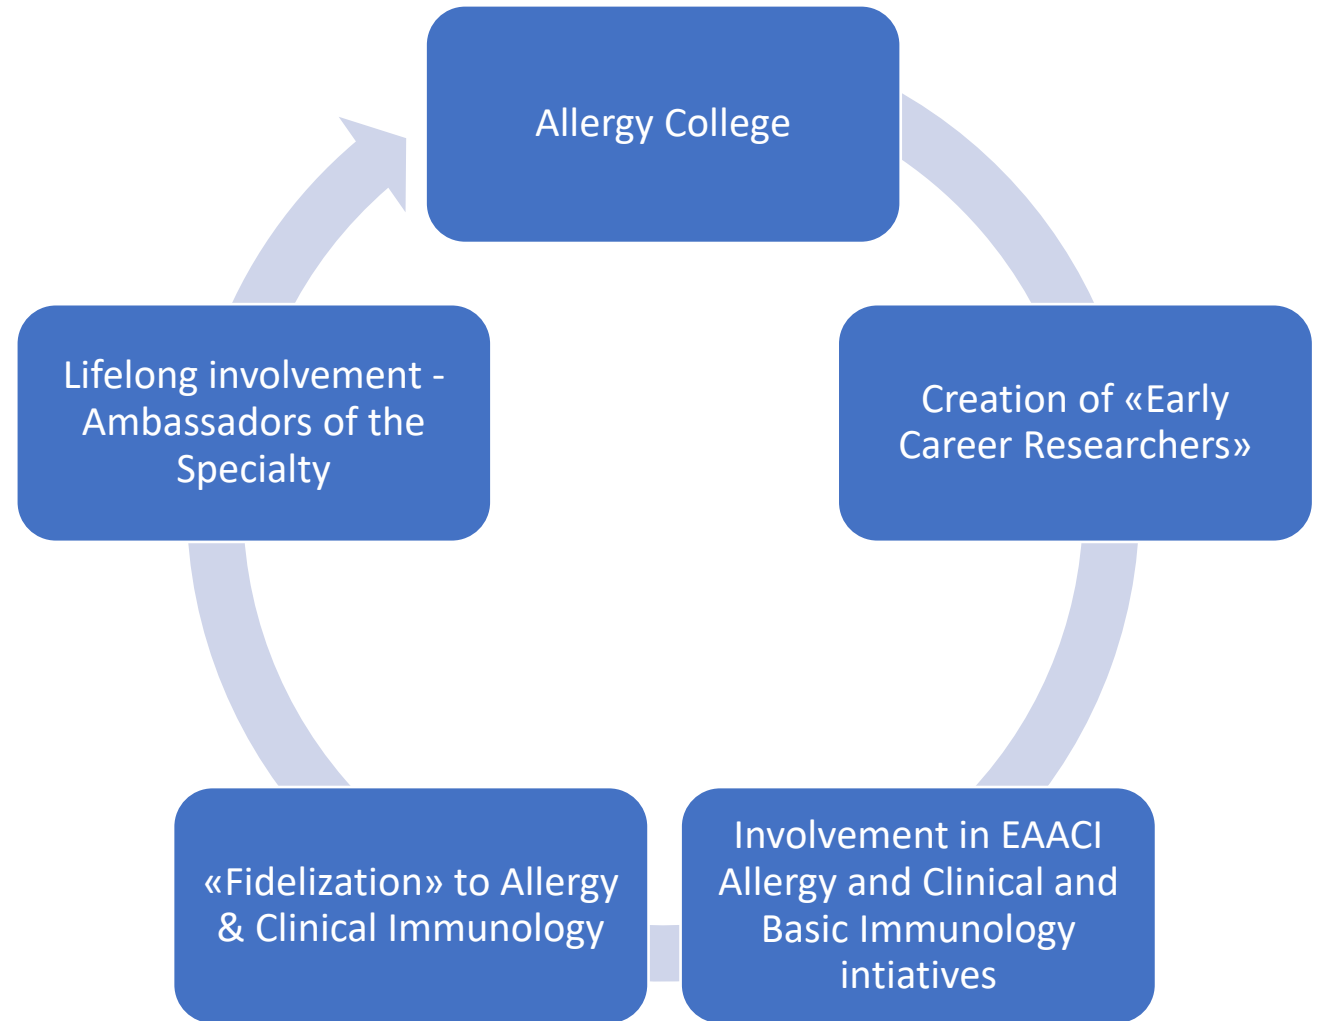 Allergy College
Creation of «Early
Career Researchers»
Involvement in EAACI
Allergy and Clinical and
Basic Immunology
intiatives
«Fidelization» to Allergy
& Clinical Immunology
Lifelong involvement -
Ambassadors of the
Specialty